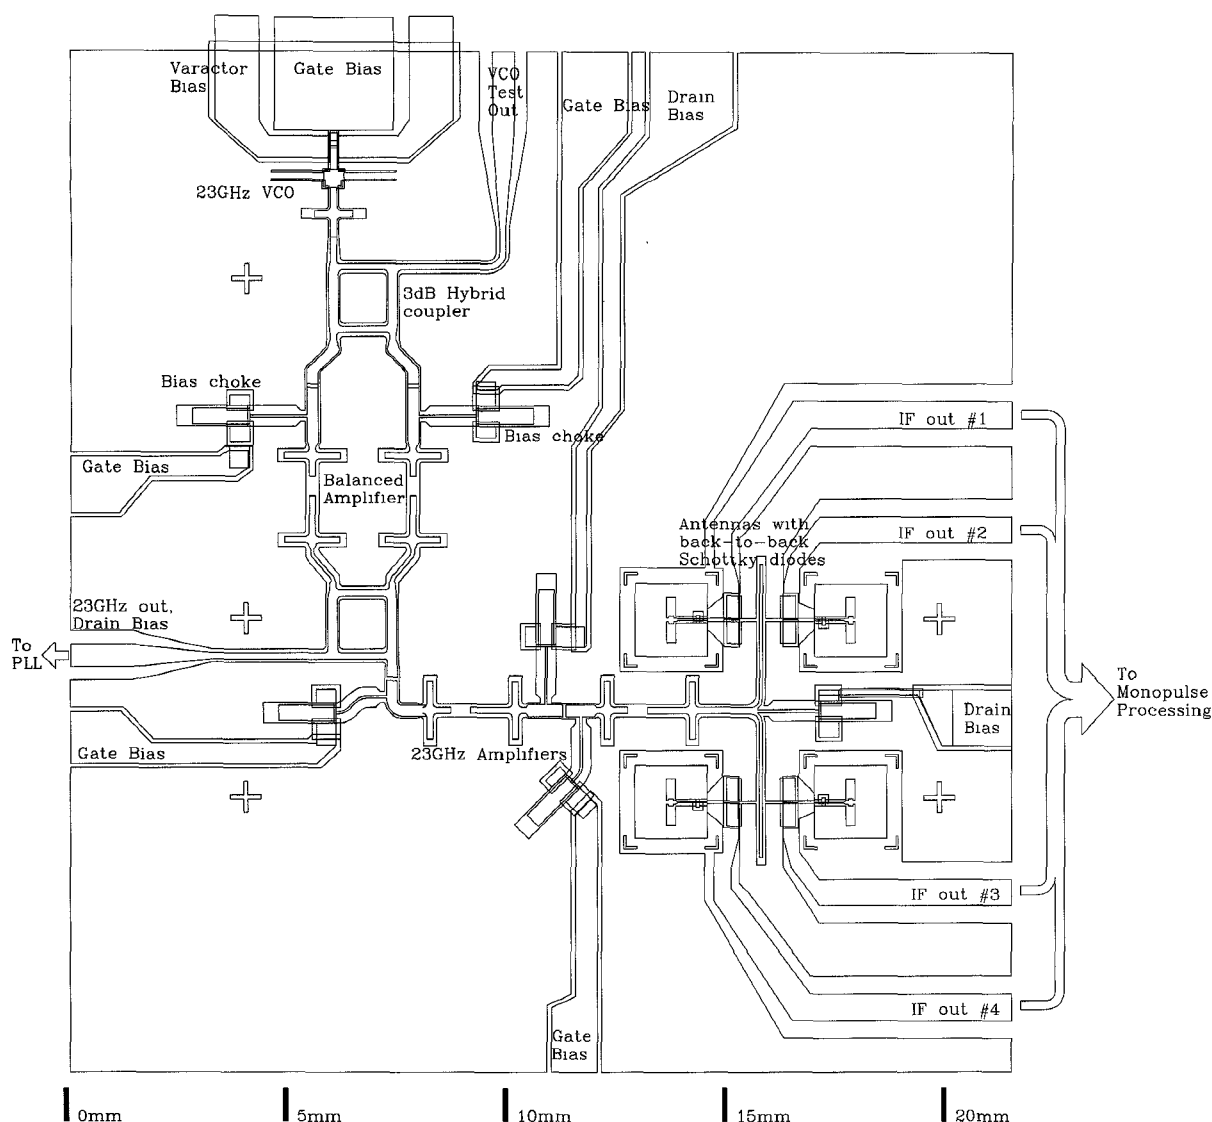 Varactor
Bias
Gate Bias
VCO
Test
Out
Gate Bias
Drain
Bias
23GHz VCO
3dB Hybrid
coupler
Bias choke
Bias choke
IF out #1
Gate Bias
Balanced
Amplifier
Antennas with
back-to-back
Schottky diodes
IF out #2
23GHz out,
Drain Bias
To
PLL
To
Monopulse
Processing
Drain
Bias
Gate Bias
23GHz Amplifiers
IF out #3
IF out #4
Gate
Bias
0mm
5mm
10mm
15mm
20mm